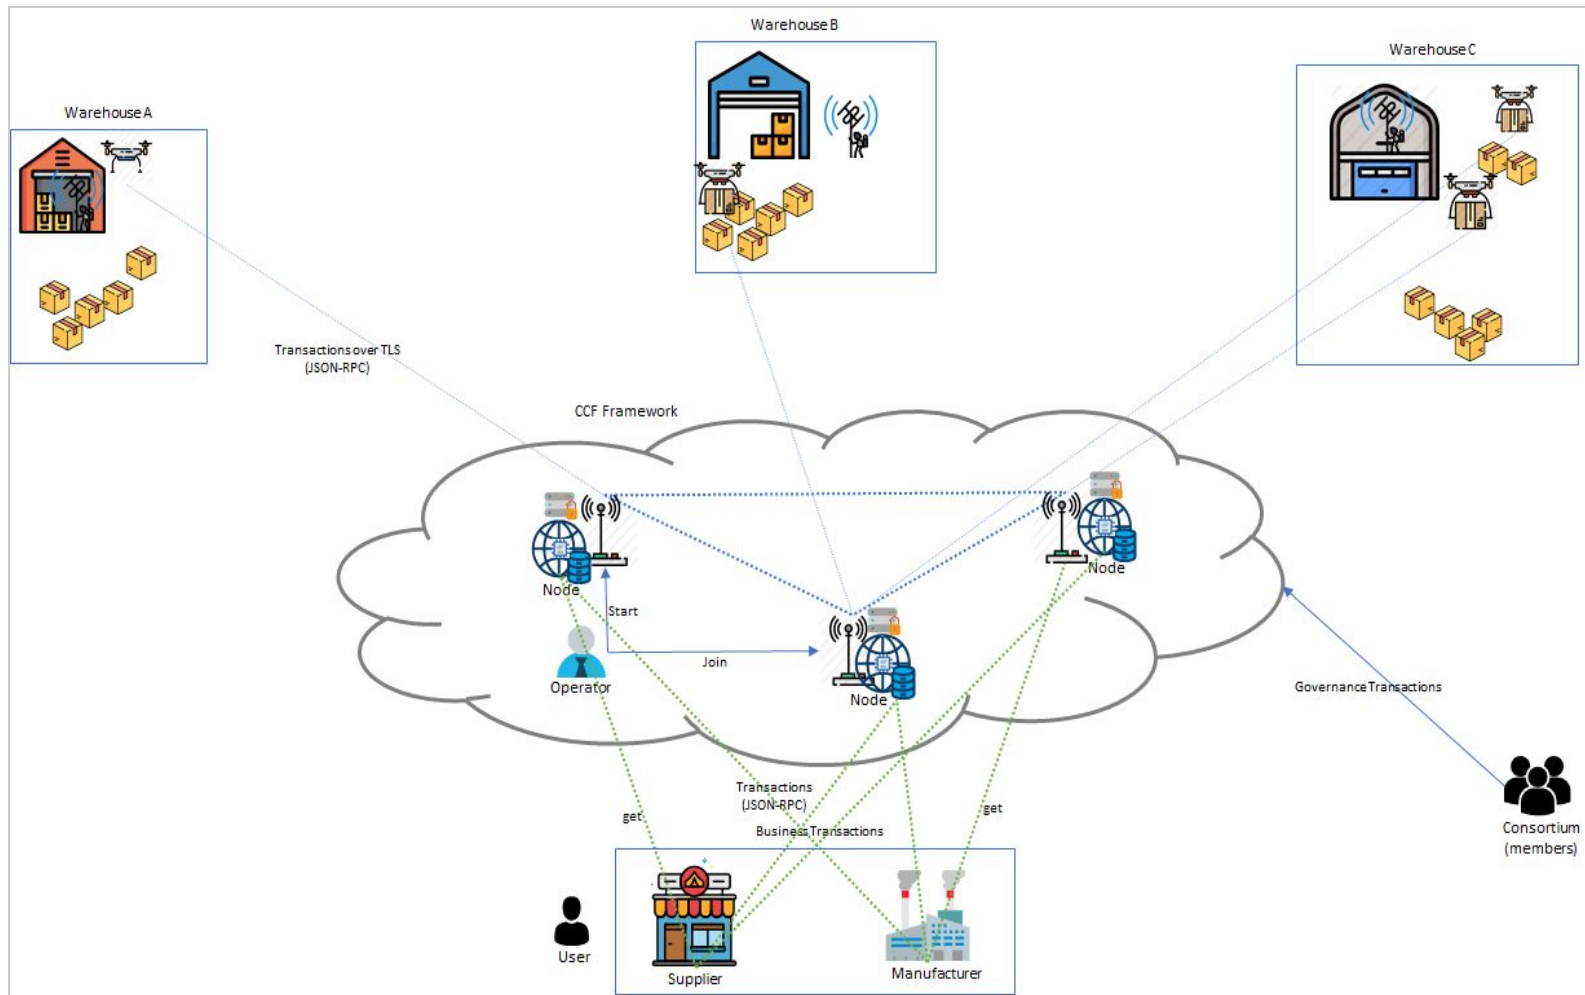 Warehouse B
Warehouse C
Warehouse A
Transactions over TLS
(JSON-RPC)
CCF Framework
Node
Node
Start
Join
Operator
Node
Governance Transactions
Transactions
(JSON-RPC)
get
get
Business Transactions
Consortium
(members)
User
Supplier
Manufacturer